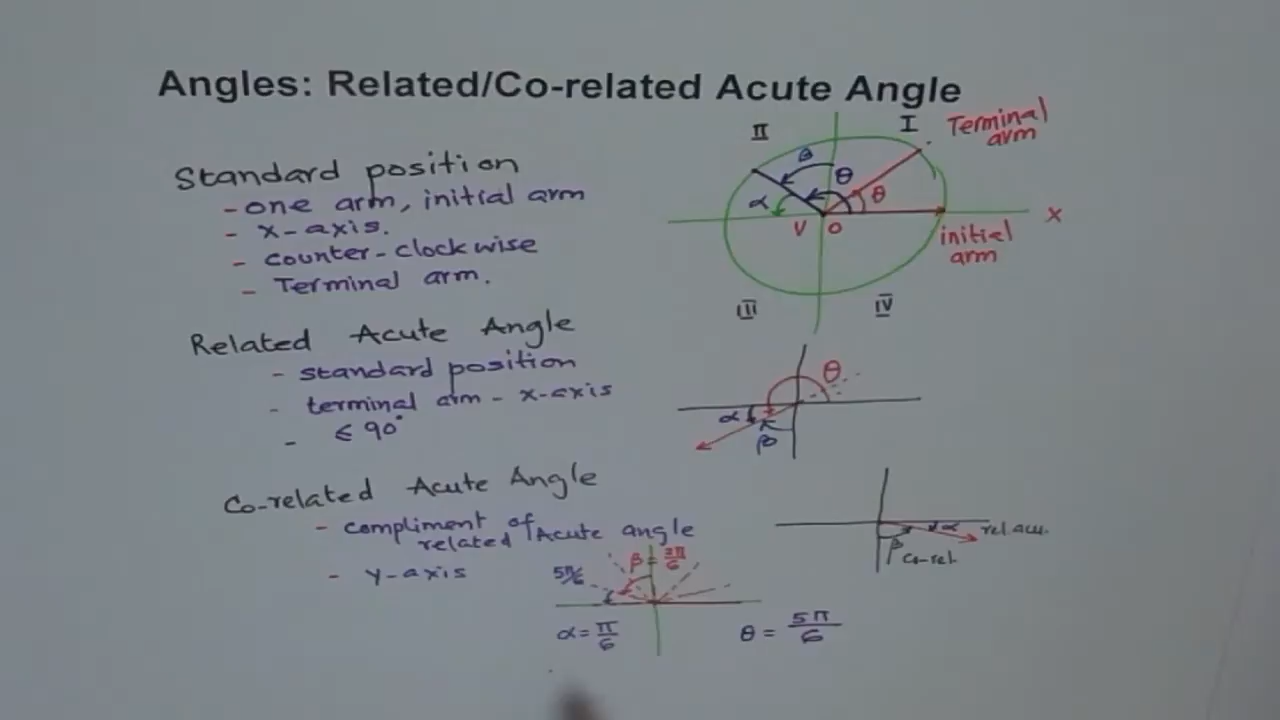 Angles: Related/Co-related Acute Angle
Standard position
- one arm, initial arm
- x-axis.
- counter-clockwise
- Terminal arm.
Related Acute Angle
- standard position
- terminal arm - x-axis
- ≤ 90°
Co-related Acute Angle
- compliment of Acute angle
related
- y-axis
II
I
Terminal
arm
β
θ
α
θ
V
O
x
initial
arm
III
IV
θ
α
β
α
rel. acu.
β
co-rel.
5π/6
β = 2π/6
α = π/6
θ = 5π/6